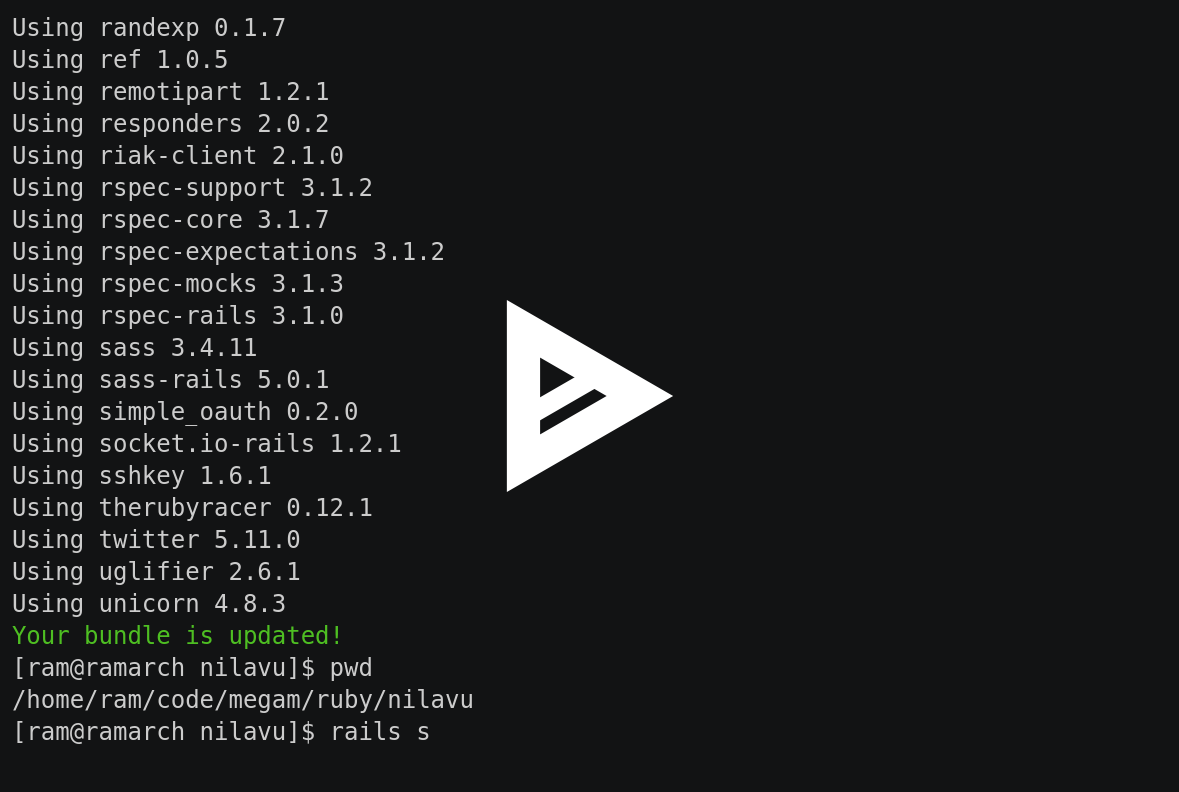 Using randexp 0.1.7
Using ref 1.0.5
Using remotipart 1.2.1
Using responders 2.0.2
Using riak-client 2.1.0
Using rspec-support 3.1.2
Using rspec-core 3.1.7
Using rspec-expectations 3.1.2
Using rspec-mocks 3.1.3
Using rspec-rails 3.1.0
Using sass 3.4.11
Using sass-rails 5.0.1
Using simple_oauth 0.2.0
Using socket.io-rails 1.2.1
Using sshkey 1.6.1
Using therubyracer 0.12.1
Using twitter 5.11.0
Using uglifier 2.6.1
Using unicorn 4.8.3
Your bundle is updated!
[ram@ramarch nilavu]$ pwd
/home/ram/code/megam/ruby/nilavu
[ram@ramarch nilavu]$ rails s